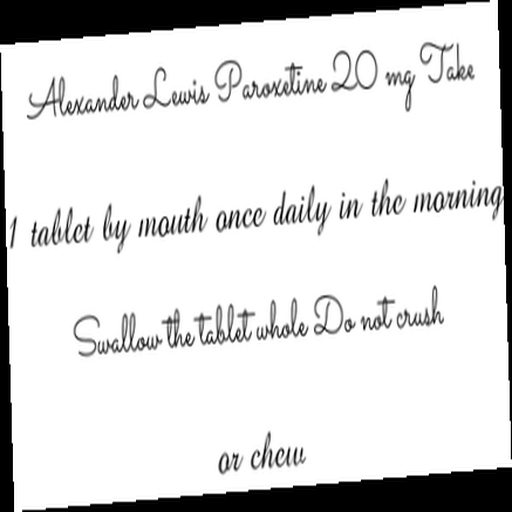 Alexander Lewis Paroxetine 20 mg Take
1 tablet by mouth once daily in the morning
Swallow the tablet whole Do not crush
or chew